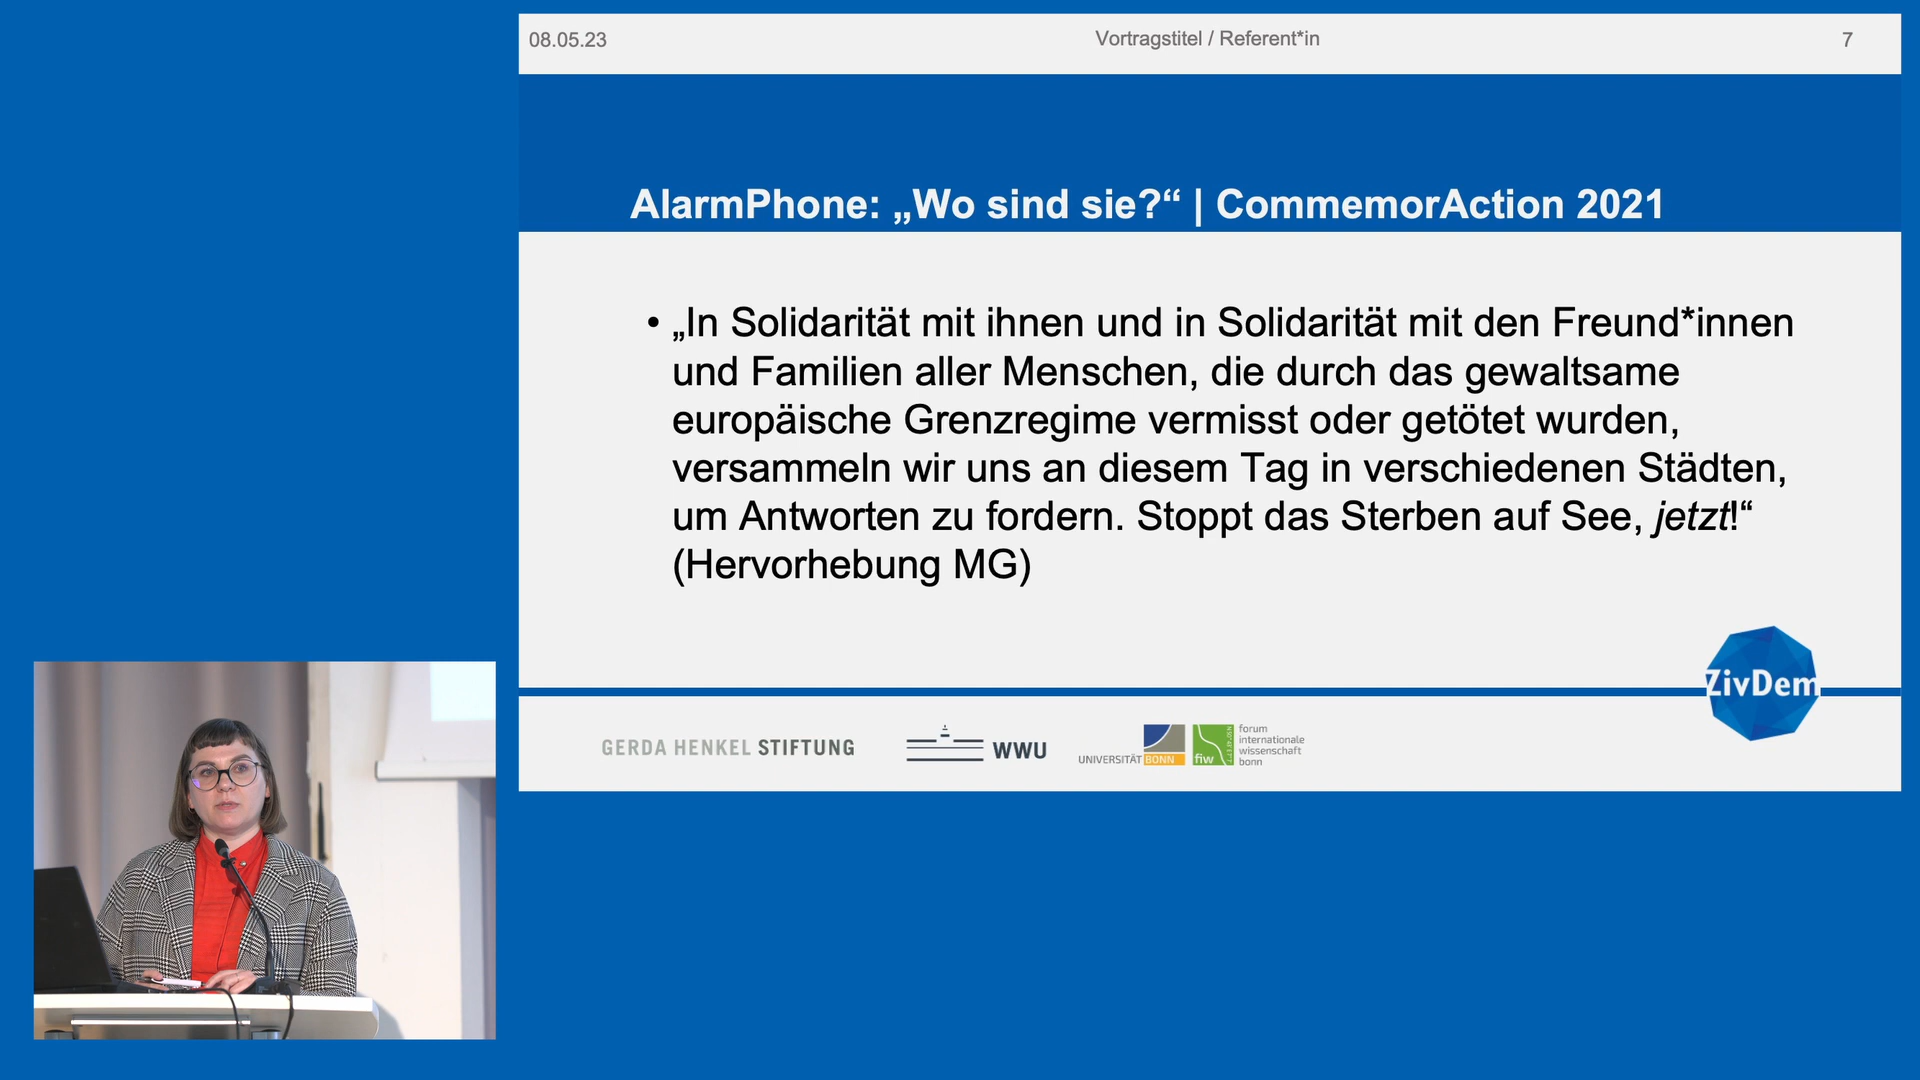 08.05.23
Vortragstitel / Referent*in
7
AlarmPhone: „Wo sind sie?“ | CommemorAction 2021
• „In Solidarität mit ihnen und in Solidarität mit den Freund*innen
und Familien aller Menschen, die durch das gewaltsame
europäische Grenzregime vermisst oder getötet wurden,
versammeln wir uns an diesem Tag in verschiedenen Städten,
um Antworten zu fordern. Stoppt das Sterben auf See, jetzt!“
(Hervorhebung MG)
ZivDem
GERDA HENKEL STIFTUNG
WWU
UNIVERSITÄT BONN
fiw
forum
internationale
wissenschaft
bonn